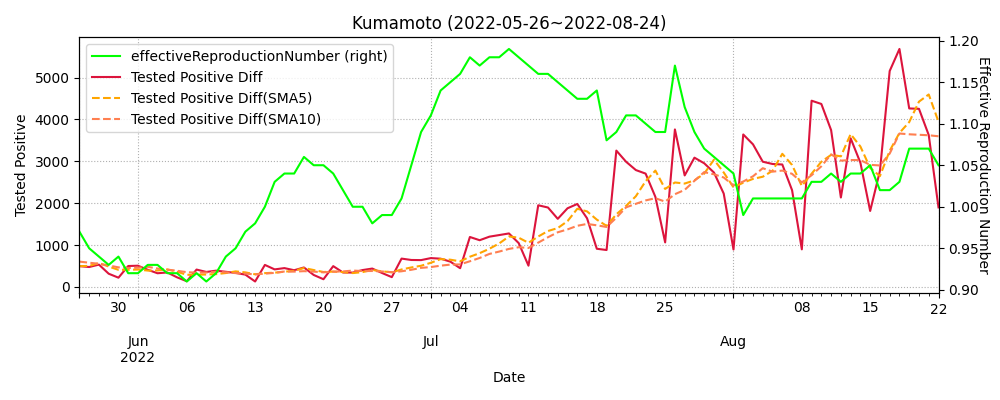 Kumamoto (2022-05-26~2022-08-24)
effectiveReproductionNumber (right)
Tested Positive Diff
Tested Positive Diff(SMA5)
Tested Positive Diff(SMA10)
Tested Positive
5000
4000
3000
2000
1000
0
1.20
1.15
1.10
1.05
1.00
0.95
0.90
Effective Reproduction Number
30 06 13 20 27 04 11 18 25 08 15 22
Jun Jul Aug
2022
Date